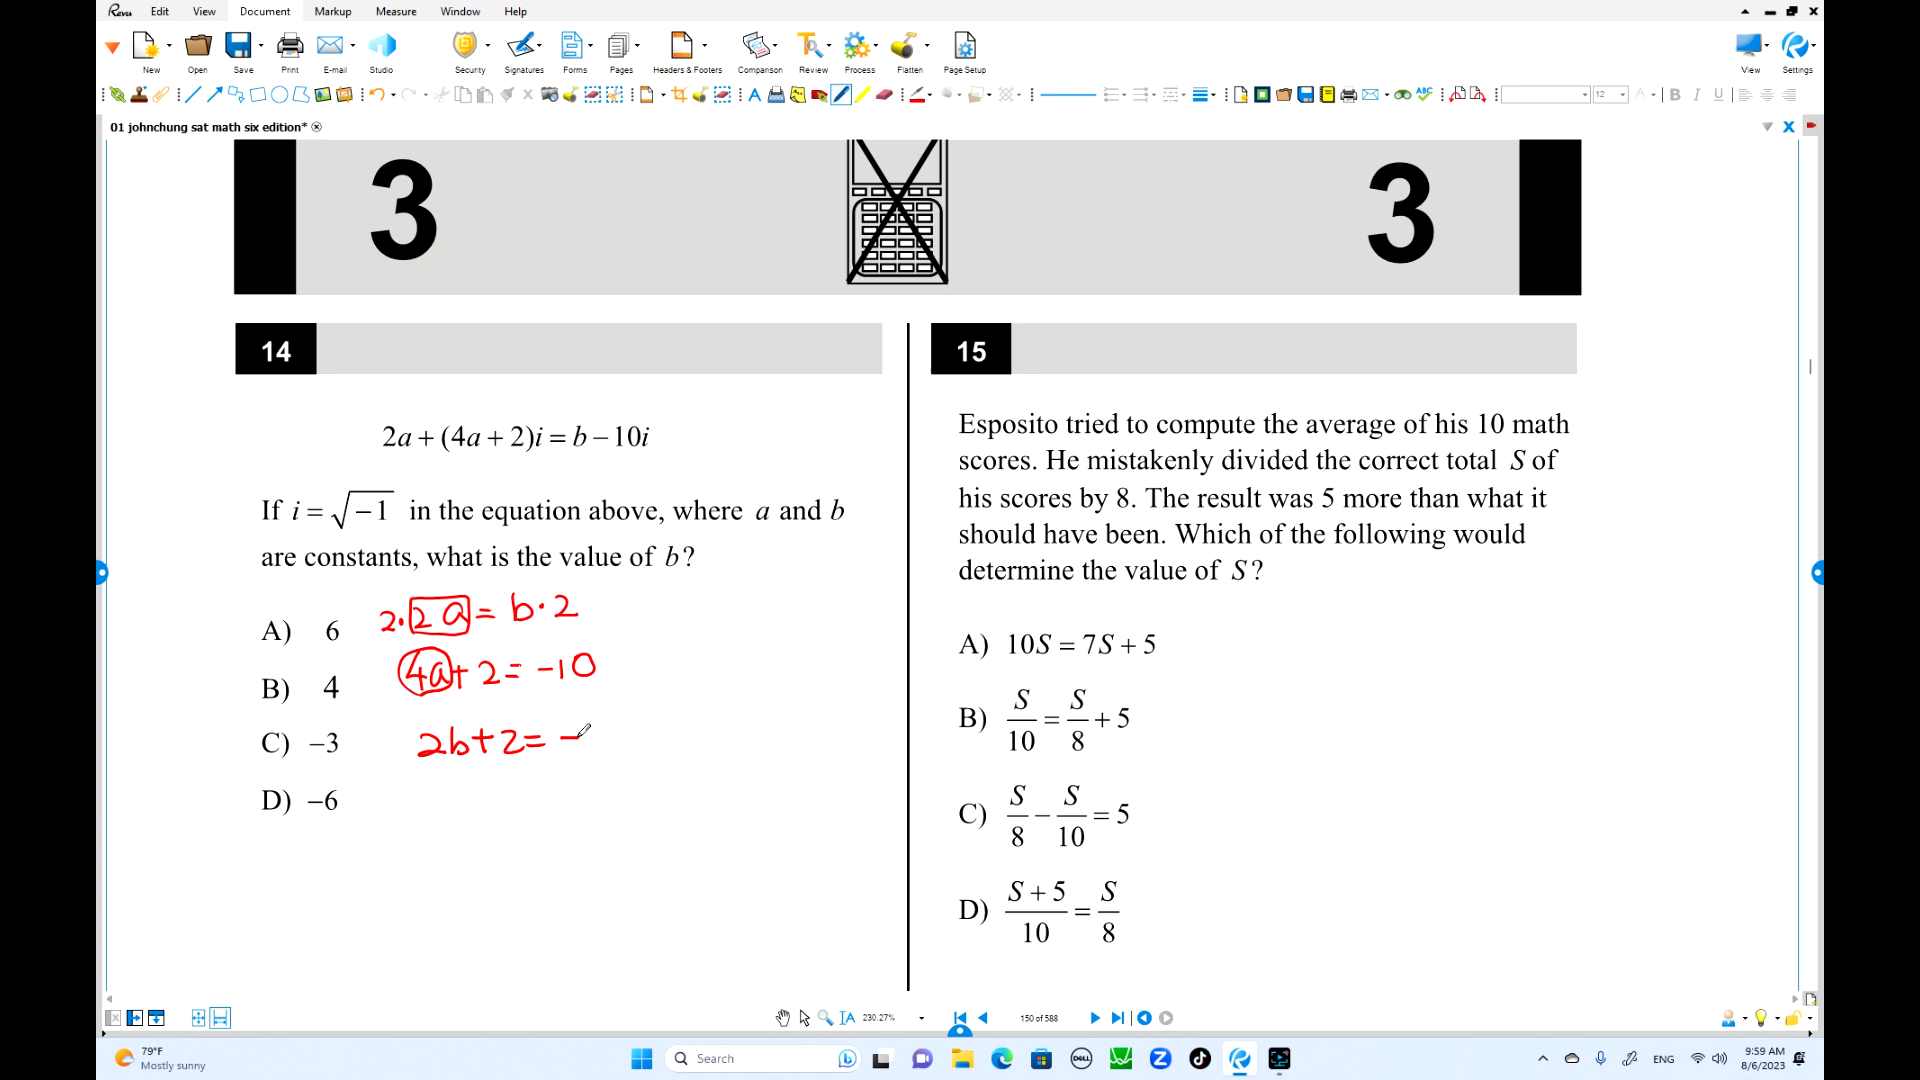 Revu Edit View Document Markup Measure Window Help
New Open Save Print E-mail Studio Security Signatures Forms Pages Headers & Footers Comparison Review Process Flatten Page Setup View Settings
12 B I U
01 johnchung sat math six edition*
3
3
14
2a + (4a + 2)i = b − 10i
If i = √−1 in the equation above, where a and b
are constants, what is the value of b?
A) 6
B) 4
C) −3
D) −6
2·2a = b·2
4a + 2 = -10
2b + 2 = -
15
Esposito tried to compute the average of his 10 math
scores. He mistakenly divided the correct total S of
his scores by 8. The result was 5 more than what it
should have been. Which of the following would
determine the value of S?
A) 10S = 7S + 5
B) S/10 = S/8 + 5
C) S/8 − S/10 = 5
D) (S + 5)/10 = S/8
230.27%
150 of 588
79°F
Mostly sunny
Search
DELL
ENG
9:59 AM
8/6/2023